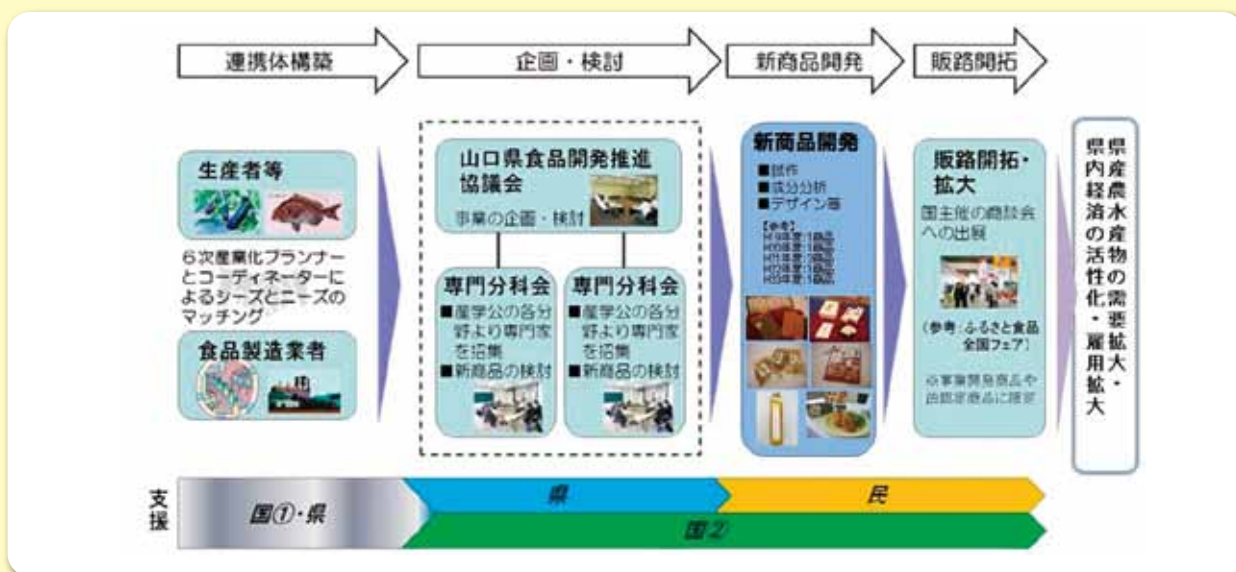 連携体構築
企画・検討
新商品開発
販路開拓
生産者等
6次産業化プランナー
とコーディネーターに
よるシーズとニーズの
マッチング
食品製造業者
山口県食品開発推進
協議会
事業の企画・検討
専門分科会
■産学公の各分
野より専門家
を招集
■新商品の検討
専門分科会
■産学公の各分
野より専門家
を招集
■新商品の検討
新商品開発
■試作
■成分分析
■デザイン等
【参考】
販路開拓・
拡大
国主催の商談会
への出展
(参考:ふるさと食品
全国フェア)
※事業開発商品や
県産農水産物の需要拡大・
県内経済の活性化・雇用拡大
支援
国①・県
県
民
国②